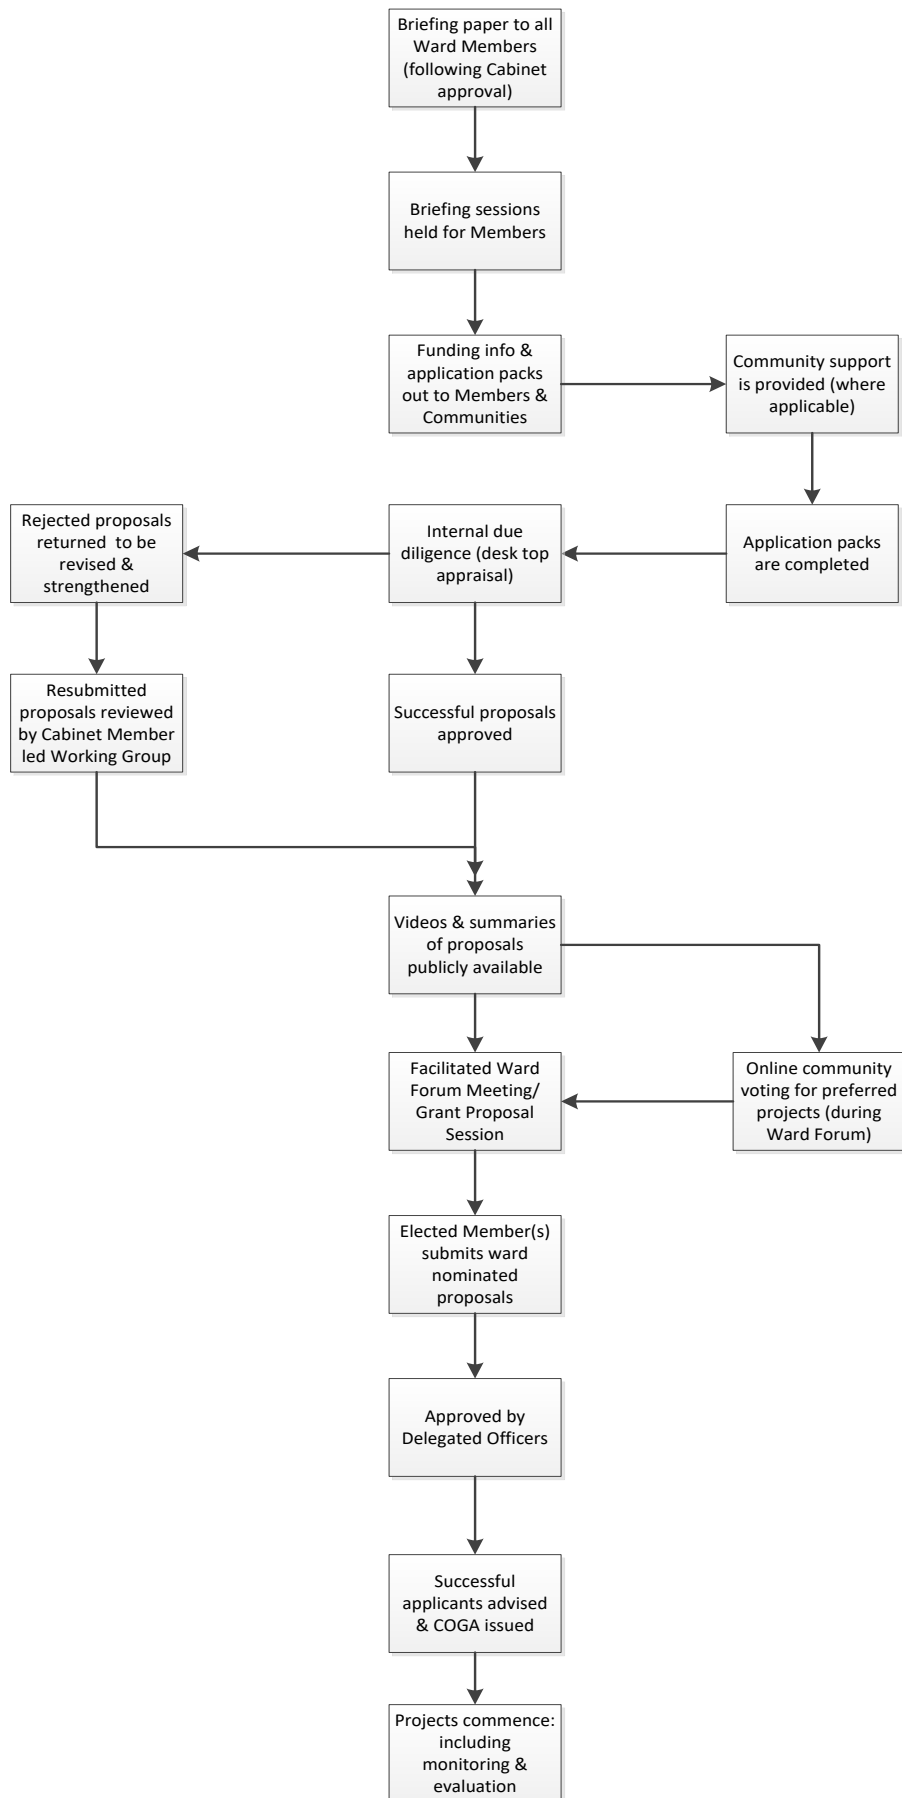 Briefing paper to all
Ward Members
(following Cabinet
approval)
Briefing sessions
held for Members
Funding info &
application packs
out to Members &
Communities
Community support
is provided (where
applicable)
Rejected proposals
returned to be
revised &
strengthened
Internal due
diligence (desk top
appraisal)
Application packs
are completed
Resubmitted
proposals reviewed
by Cabinet Member
led Working Group
Successful proposals
approved
Videos & summaries
of proposals
publicly available
Facilitated Ward
Forum Meeting/
Grant Proposal
Session
Online community
voting for preferred
projects (during
Ward Forum)
Elected Member(s)
submits ward
nominated
proposals
Approved by
Delegated Officers
Successful
applicants advised
& COGA issued
Projects commence:
including
monitoring &
evaluation